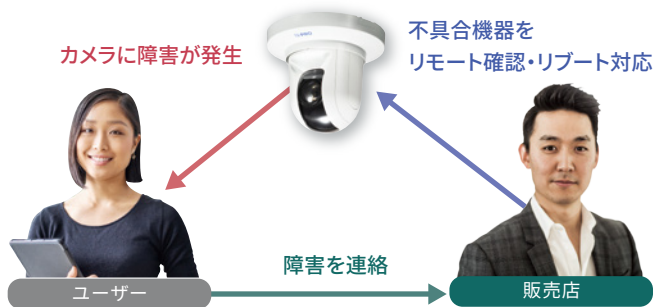 カメラに障害が発生
不具合機器を
リモート確認・リブート対応
障害を連絡
ユーザー
販売店